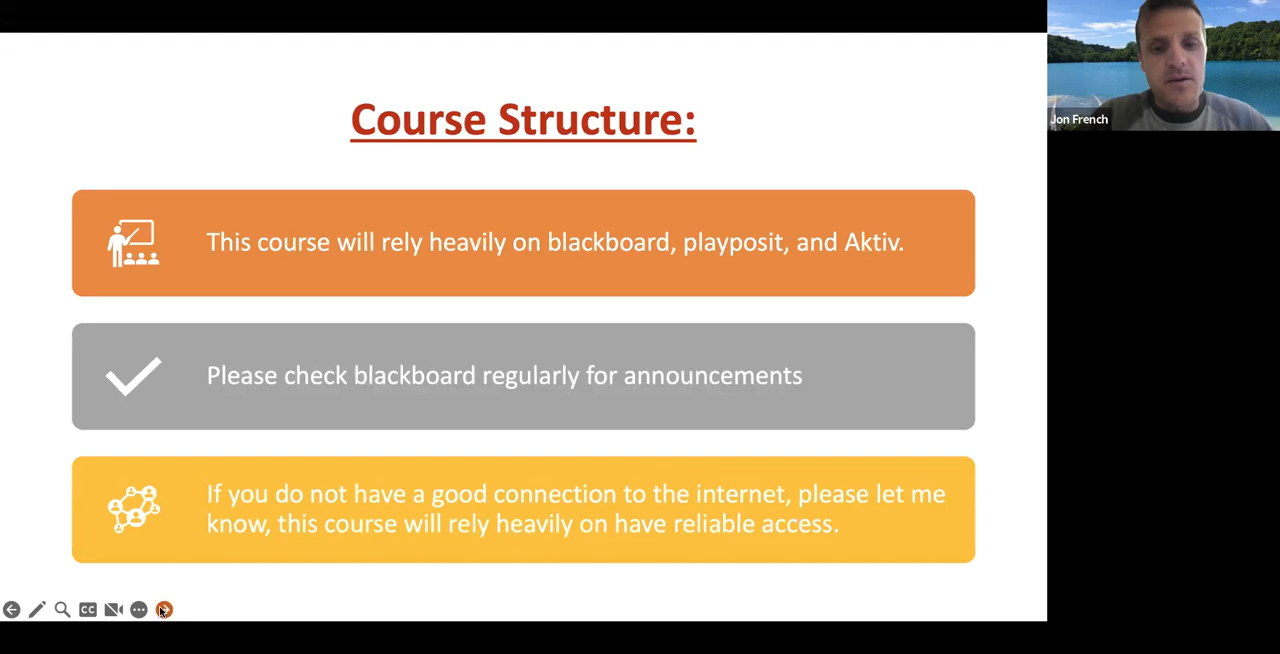 Course Structure:
This course will rely heavily on blackboard, playposit, and Aktiv.
Please check blackboard regularly for announcements
If you do not have a good connection to the internet, please let me
know, this course will rely heavily on have reliable access.
CC
Jon French